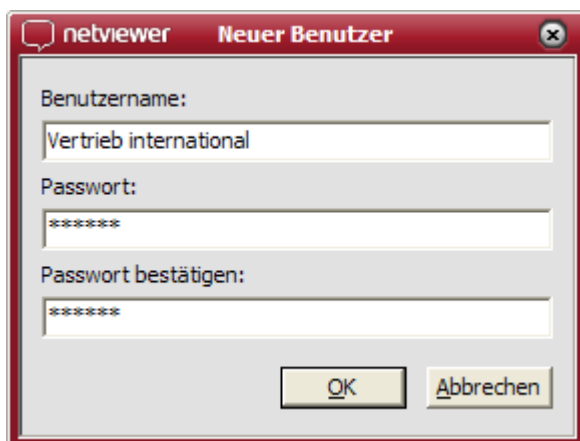 netviewer Neuer Benutzer
Benutzername:
Vertrieb international
Passwort:
******
Passwort bestätigen:
******
OK Abbrechen